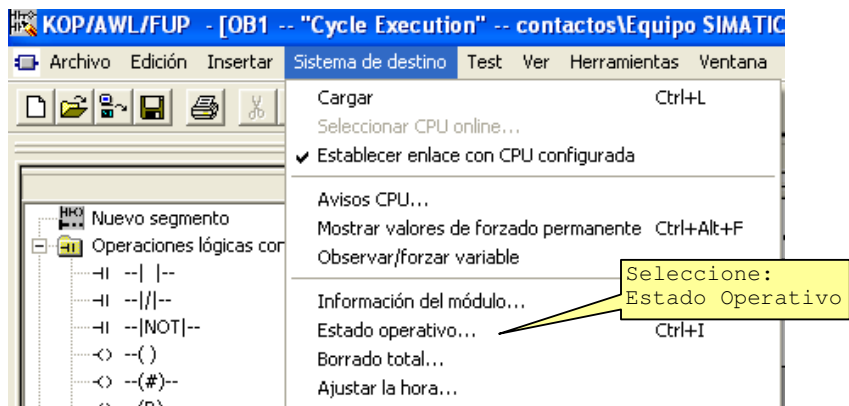 KOP/AWL/FUP - [OB1 -- "Cycle Execution" -- contactos\Equipo SIMATIC
Archivo Edición Insertar Sistema de destino Test Ver Herramientas Ventana
Cargar Ctrl+L
Seleccionar CPU online...
Establecer enlace con CPU configurada
Avisos CPU...
Mostrar valores de forzado permanente Ctrl+Alt+F
Observar/forzar variable
Información del módulo...
Estado operativo... Ctrl+I
Borrado total...
Ajustar la hora...
Seleccione:
Estado Operativo
Nuevo segmento
Operaciones lógicas con
--| |--
--|/|--
--|NOT|--
--( )
--(#)--